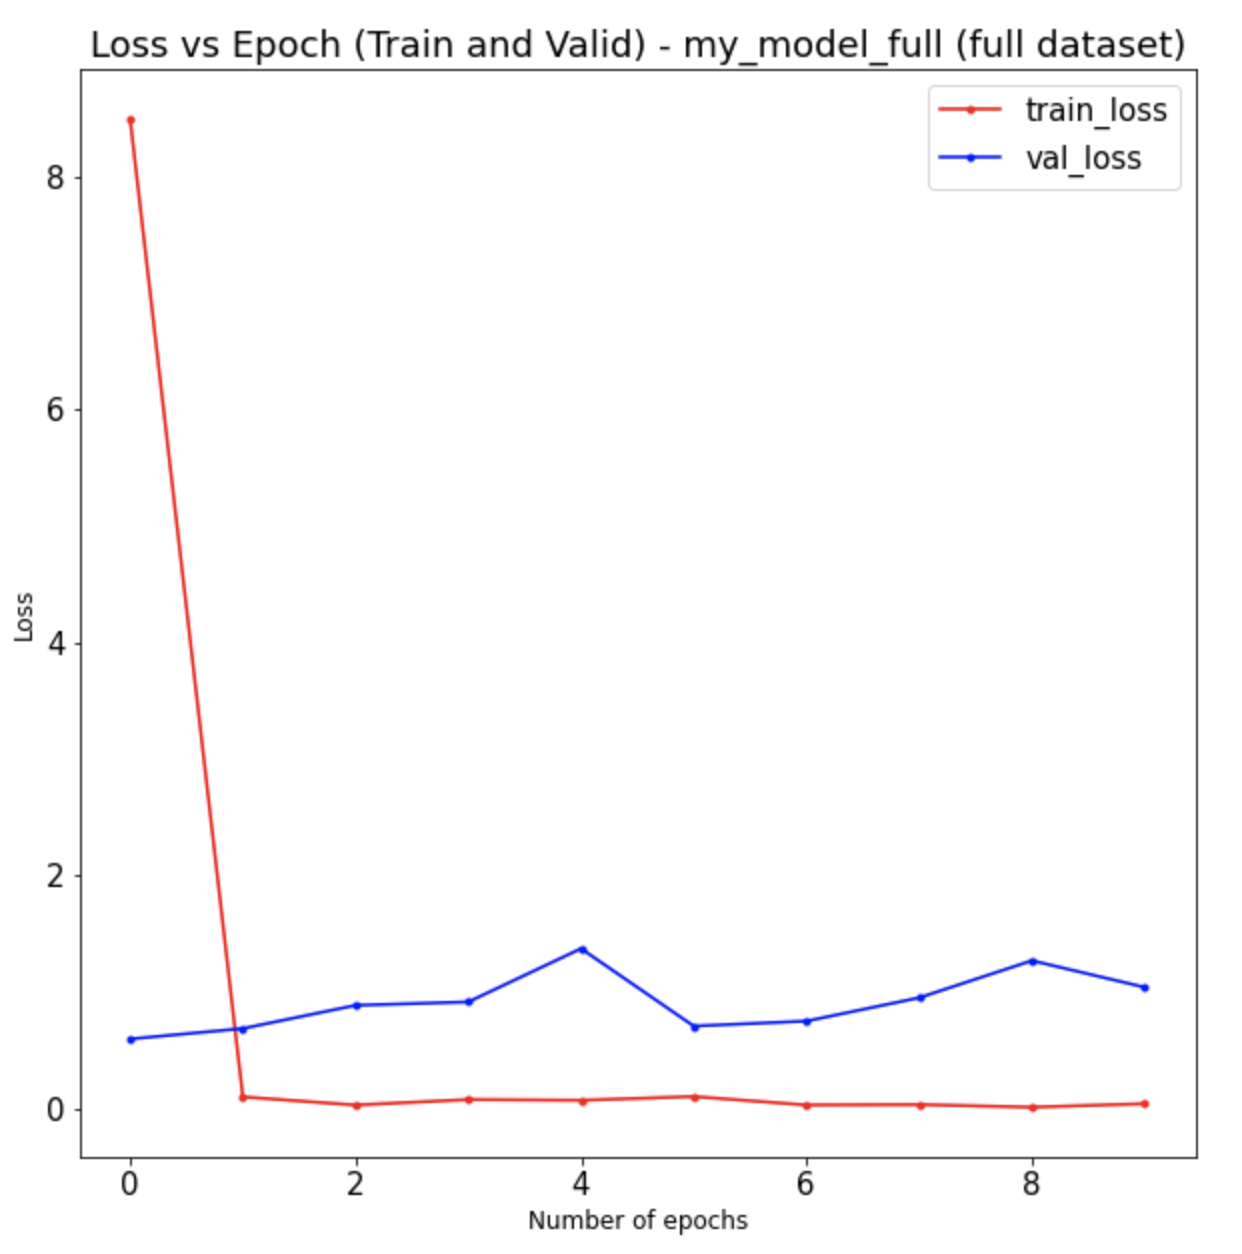 Loss vs Epoch (Train and Valid) - my_model_full (full dataset)
train_loss
val_loss
8
6
4
2
0
Loss
0 2 4 6 8
Number of epochs